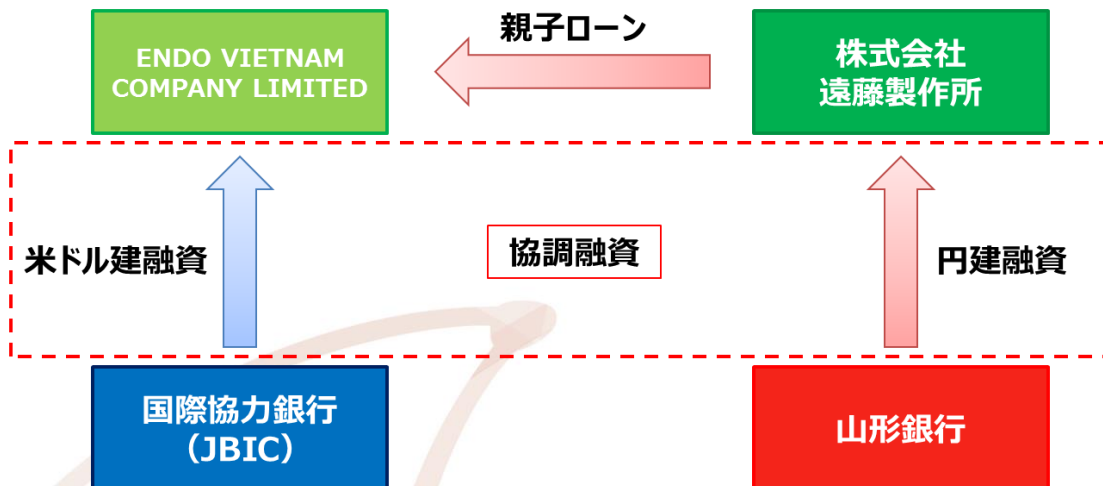 ENDO VIETNAM
COMPANY LIMITED
親子ローン
株式会社
遠藤製作所
米ドル建融資
協調融資
円建融資
国際協力銀行
（JBIC）
山形銀行